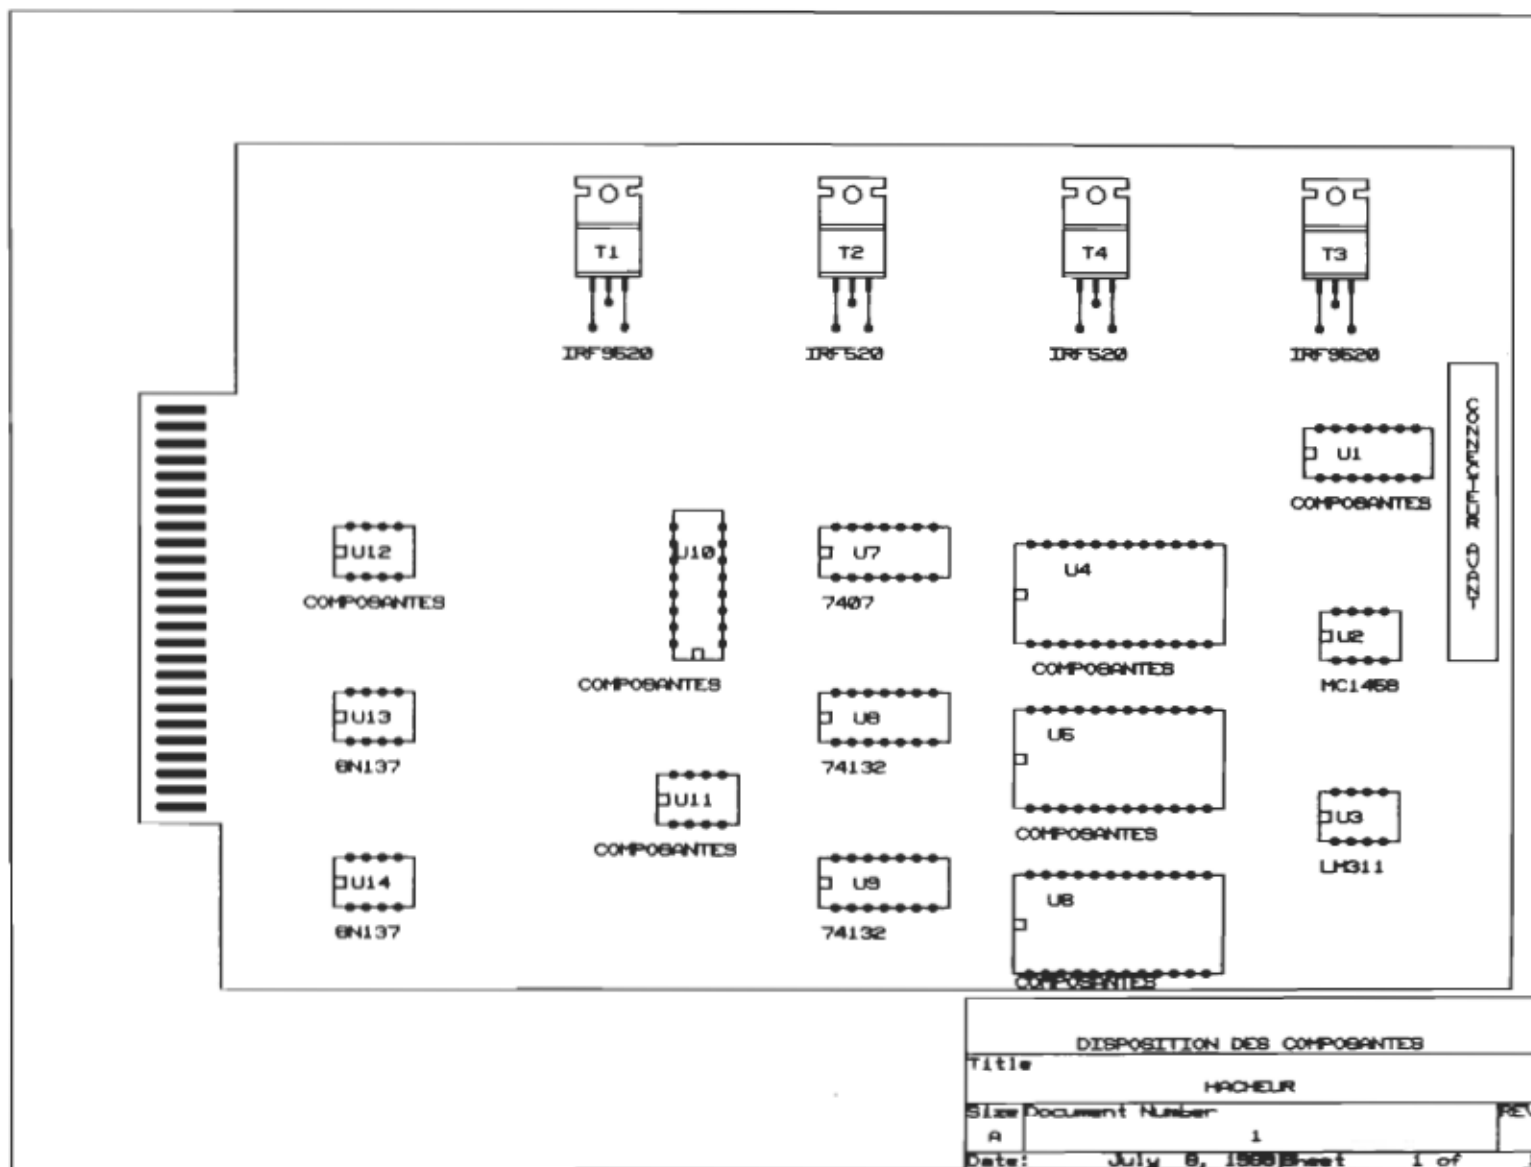 T1
T2
T4
T3
IRF9520
IRF520
IRF520
IRF9520
CONNECTEUR AVANT
U1
COMPOSANTES
U12
COMPOSANTES
U10
COMPOSANTES
U7
7407
U4
COMPOSANTES
U2
MC1458
U13
6N137
U8
74132
U5
COMPOSANTES
U11
COMPOSANTES
U3
LM311
U14
6N137
U9
74132
COMPOSANTES
DISPOSITION DES COMPOSANTES
Title
HACHEUR
Size Document Number
A
1
Date: July 8, Sheet 1 of